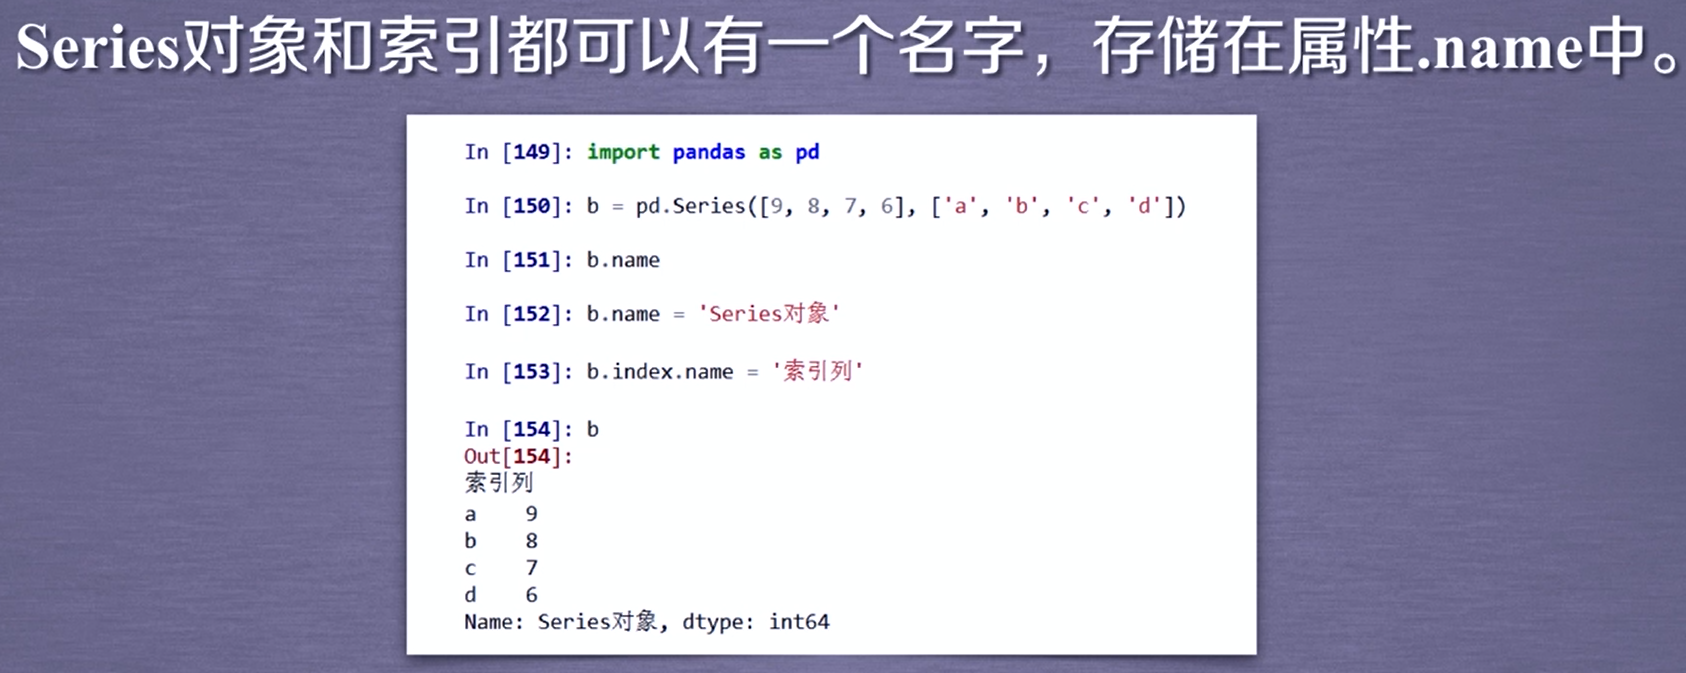 Series对象和索引都可以有一个名字，存储在属性.name中。
In [149]: import pandas as pd
In [150]: b = pd.Series([9, 8, 7, 6], ['a', 'b', 'c', 'd'])
In [151]: b.name
In [152]: b.name = 'Series对象'
In [153]: b.index.name = '索引列'
In [154]: b
Out[154]:
索引列
a    9
b    8
c    7
d    6
Name: Series对象, dtype: int64